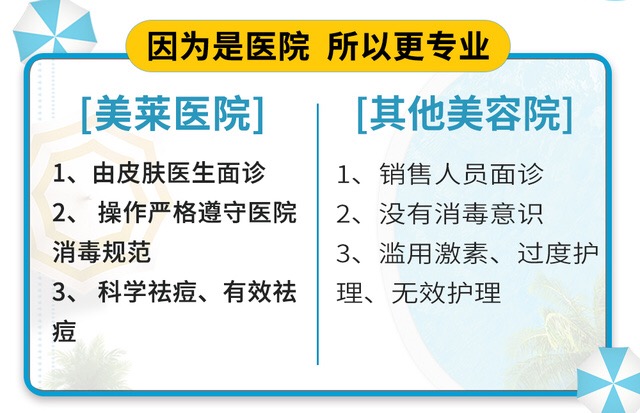 因为是医院 所以更专业
[美莱医院]
1、由皮肤医生面诊
2、 操作严格遵守医院
消毒规范
3、 科学祛痘、有效祛
痘
[其他美容院]
1、销售人员面诊
2、没有消毒意识
3、滥用激素、过度护
理、无效护理